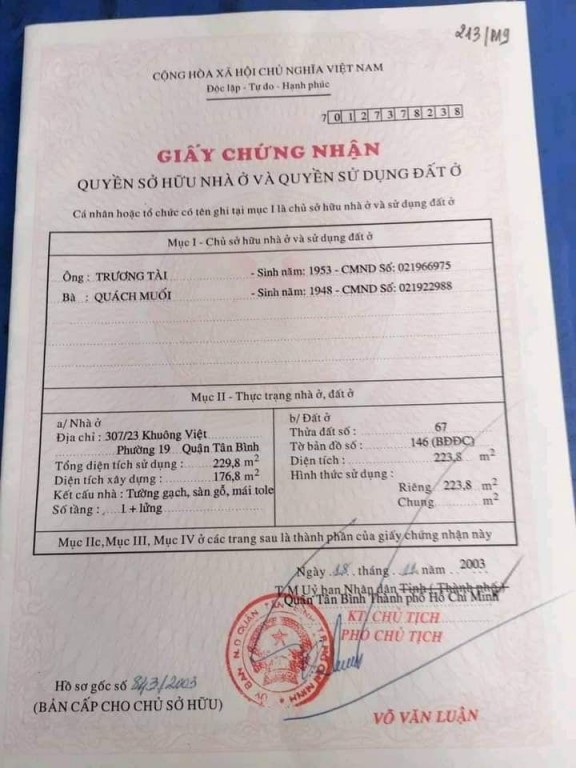 213/M9
CỘNG HÒA XÃ HỘI CHỦ NGHĨA VIỆT NAM
Độc lập - Tự do - Hạnh phúc
7 0 1 2 7 3 7 8 2 3 8
GIẤY CHỨNG NHẬN
QUYỀN SỞ HỮU NHÀ Ở VÀ QUYỀN SỬ DỤNG ĐẤT Ở
Cá nhân hoặc tổ chức có tên ghi tại mục I là chủ sở hữu nhà ở và sử dụng đất ở
Mục I - Chủ sở hữu nhà ở và sử dụng đất ở
Ông : TRƯƠNG TÀI - Sinh năm: 1953 - CMND Số: 021966975
Bà : QUÁCH MUỐI - Sinh năm: 1948 - CMND Số: 021922988
Mục II - Thực trạng nhà ở, đất ở
a/ Nhà ở
Địa chỉ : 307/23 Khuông Việt
Phường 19 Quận Tân Bình
Tổng diện tích sử dụng : 229,8 m2
Diện tích xây dựng : 176,8 m2
Kết cấu nhà : Tường gạch, sàn gỗ, mái tole
Số tầng : 1 + lửng
b/ Đất ở
Thửa đất số : 67
Tờ bản đồ số : 146 (BĐĐC)
Diện tích : 223,8 m2
Hình thức sử dụng :
Riêng 223,8 m2
Chung m2
Mục IIc, Mục III, Mục IV ở các trang sau là thành phần của giấy chứng nhận này
Ngày 18 tháng 11 năm 2003
T.M Uỷ ban Nhân dân Tỉnh (Thành phố)
Quận Tân Bình Thành phố Hồ Chí Minh
KT. CHỦ TỊCH
PHÓ CHỦ TỊCH
Hồ sơ gốc số 843/2003
(BẢN CẤP CHO CHỦ SỞ HỮU)
VÕ VĂN LUẬN